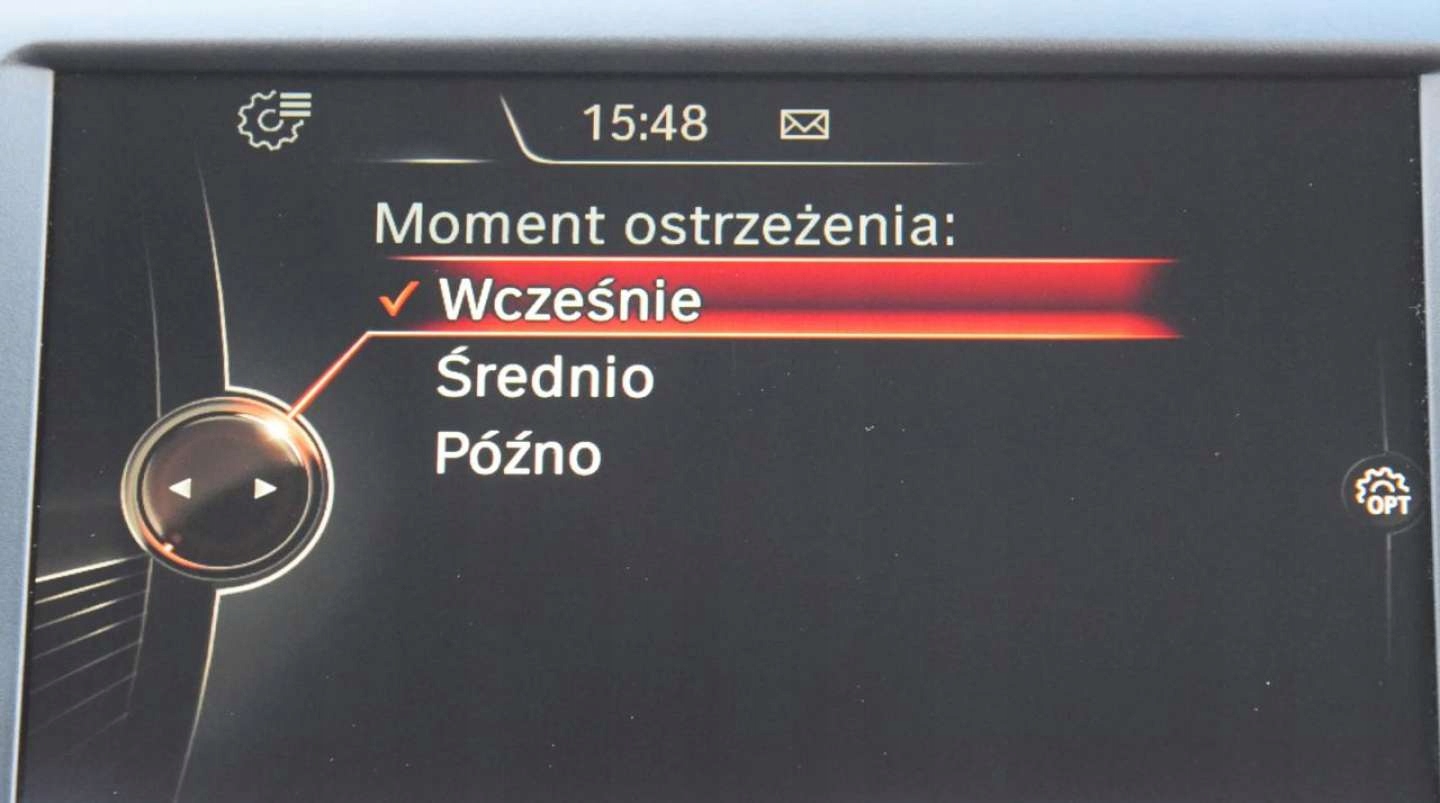 15:48
Moment ostrzeżenia:
Wcześnie
Średnio
Późno
OPT